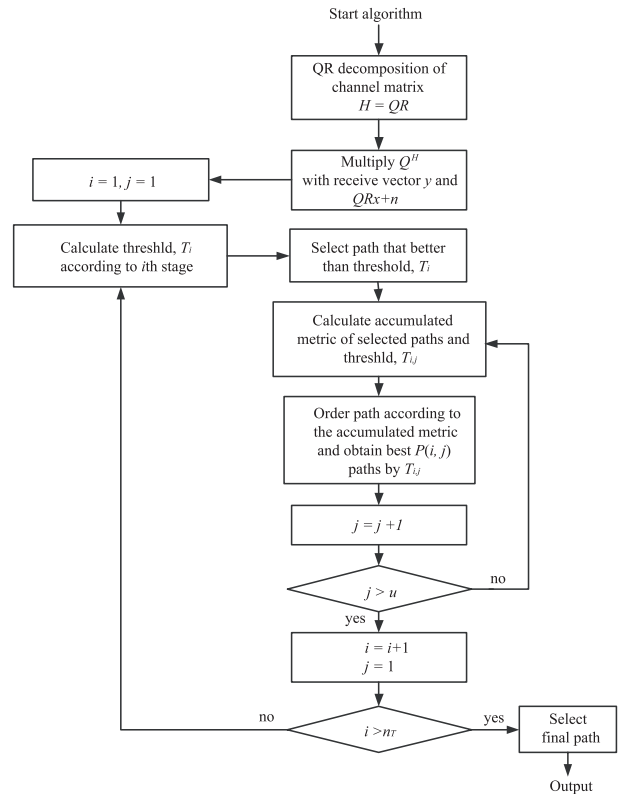 Start algorithm
QR decomposition of
channel matrix
H = QR
Multiply Q^H
with receive vector y and
QRx+n
i = 1, j = 1
Calculate threshld, T_i
according to ith stage
Select path that better
than threshold, T_i
Calculate accumulated
metric of selected paths and
threshld, T_{i,j}
Order path according to
the accumulated metric
and obtain best P(i, j)
paths by T_{i,j}
j = j +1
j > u
no
yes
i = i+1
j = 1
i >n_T
no
yes
Select
final path
Output